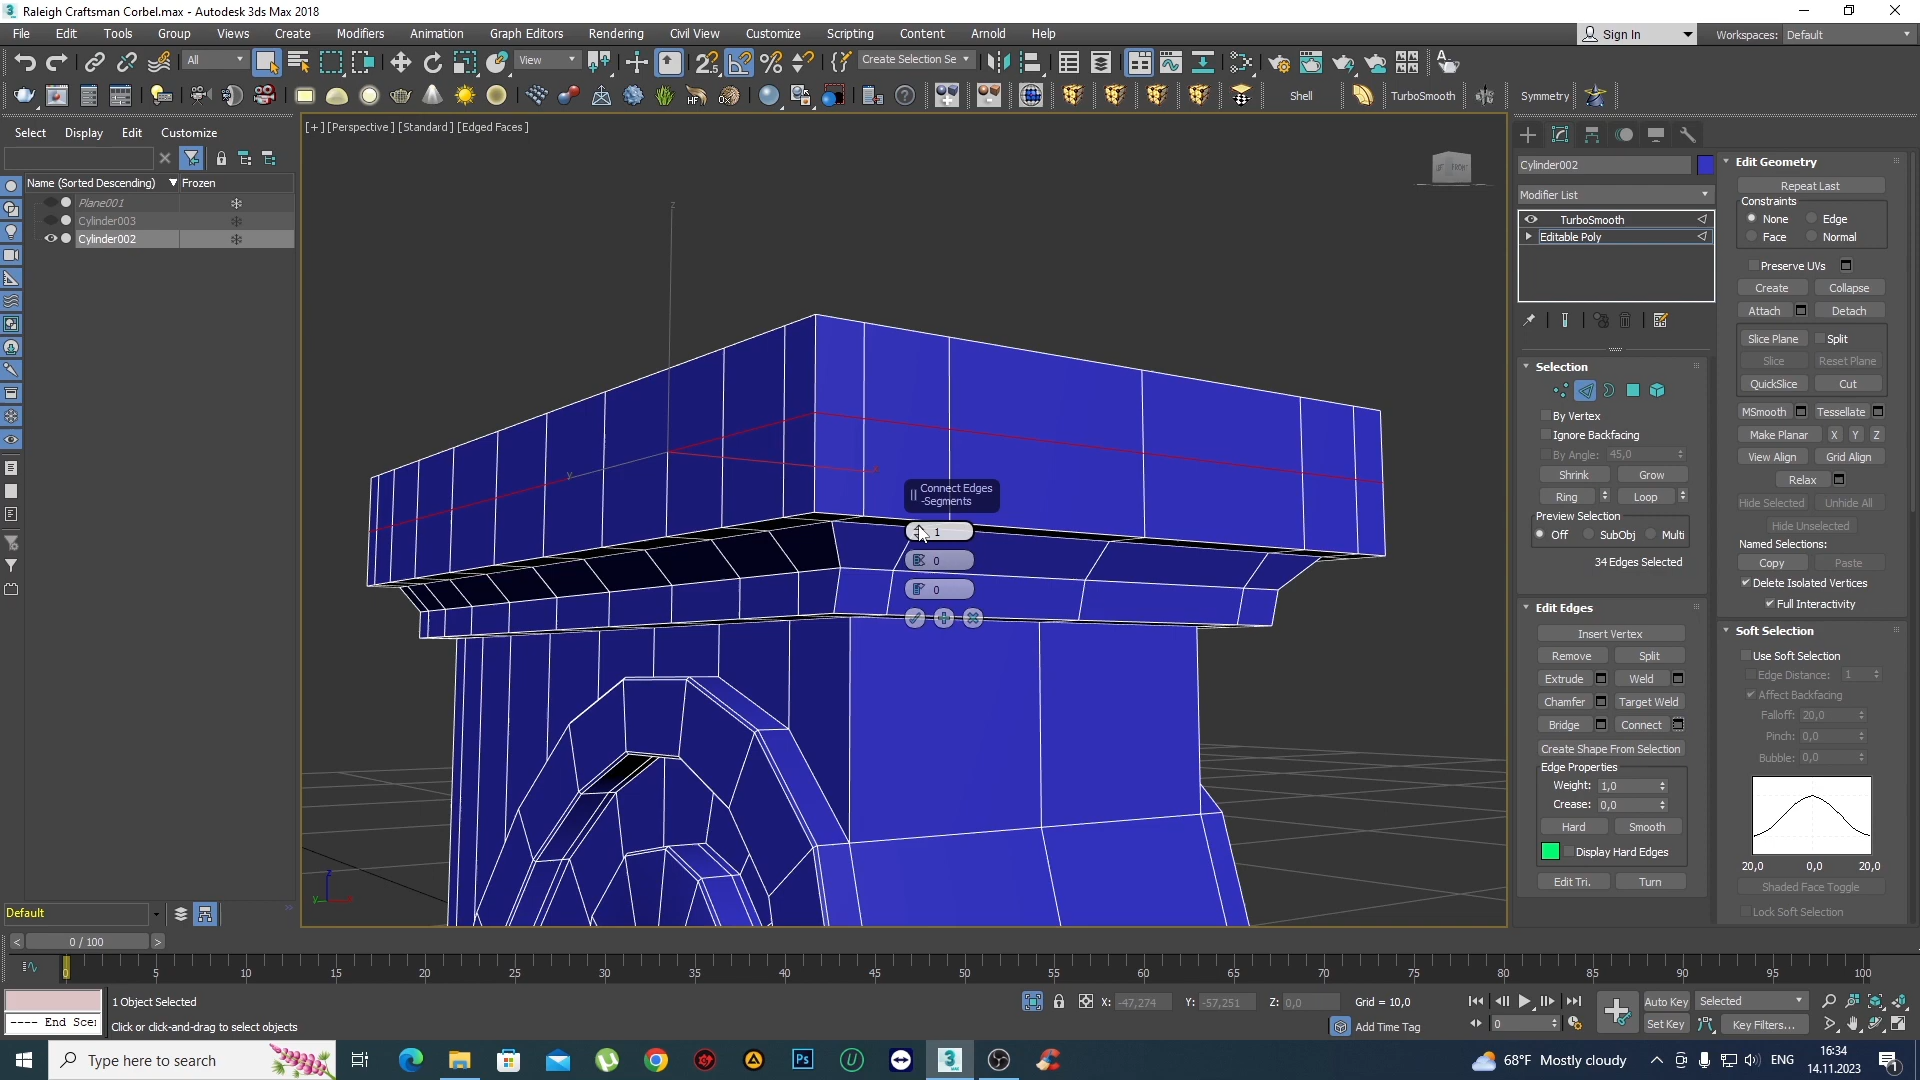 Raleigh Craftsman Corbel.max - Autodesk 3ds Max 2018
File Edit Tools Group Views Create Modifiers Animation Graph Editors Rendering Civil View Customize Scripting Content Arnold Help
Sign In Workspaces: Default
All View Create Selection Se
HF Shell TurboSmooth Symmetry
Select Display Edit Customize
Name (Sorted Descending) Frozen
Plane001
Cylinder003
Cylinder002
[+] [Perspective] [Standard] [Edged Faces]
FRONT
z
y
Connect Edges
-Segments
1
0
0
Cylinder002
Modifier List
TurboSmooth
Editable Poly
Selection
By Vertex
Ignore Backfacing
By Angle: 45,0
Shrink Grow
Ring Loop
Preview Selection
Off SubObj Multi
34 Edges Selected
Edit Edges
Insert Vertex
Remove Split
Extrude Weld
Chamfer Target Weld
Bridge Connect
Create Shape From Selection
Edge Properties
Weight: 1,0
Crease: 0,0
Hard Smooth
Display Hard Edges
Edit Tri. Turn
Edit Geometry
Repeat Last
Constraints
None Edge
Face Normal
Preserve UVs
Create Collapse
Attach Detach
Slice Plane Split
Slice Reset Plane
QuickSlice Cut
MSmooth Tessellate
Make Planar X Y Z
View Align Grid Align
Relax
Hide Selected Unhide All
Hide Unselected
Named Selections:
Copy Paste
Delete Isolated Vertices
Full Interactivity
Soft Selection
Use Soft Selection
Edge Distance: 1
Affect Backfacing
Falloff: 20,0
Pinch: 0,0
Bubble: 0,0
20,0 0,0 20,0
Shaded Face Toggle
Lock Soft Selection
Default
< 0 / 100 >
0 5 10 15 20 25 30 35 40 45 50 55 60 65 70 75 80 85 90 95 100
1 Object Selected
---- End Scei Click or click-and-drag to select objects
X: -47,274 Y: -57,251 Z: 0,0 Grid = 10,0
Add Time Tag
0
Auto Key Selected
Set Key Key Filters...
Type here to search
68°F Mostly cloudy ENG 16:34
14.11.2023